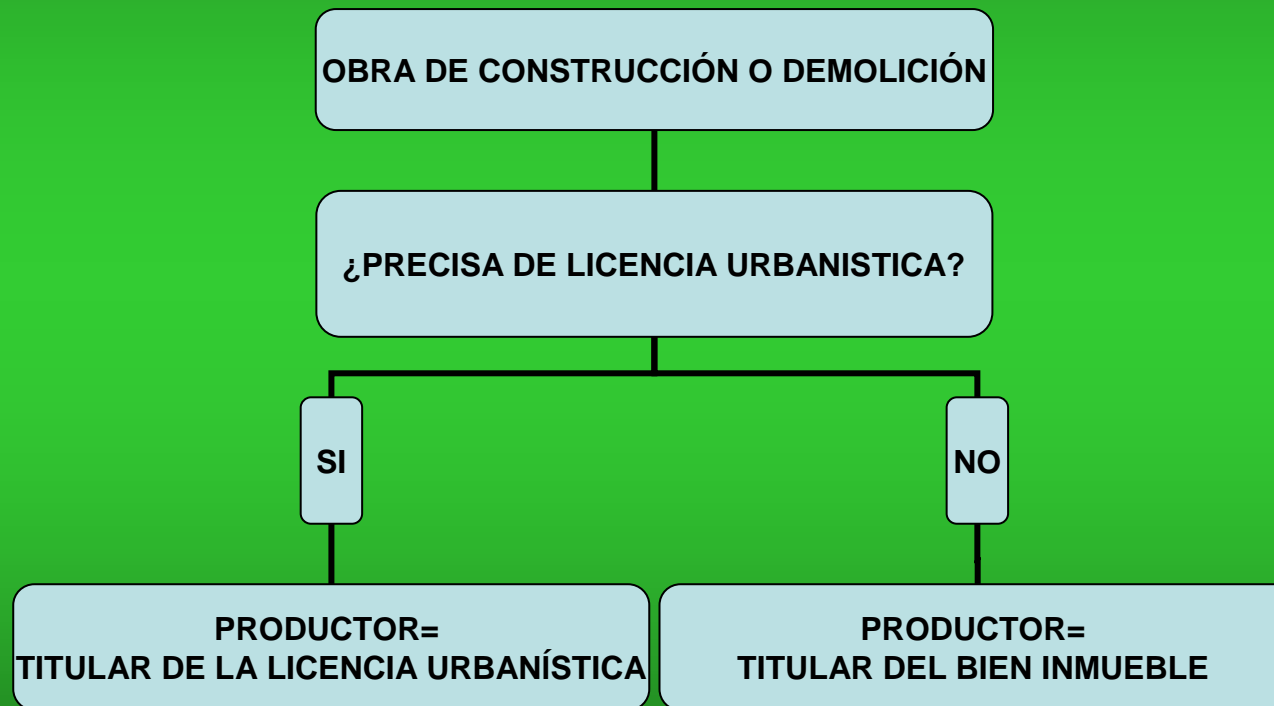 OBRA DE CONSTRUCCIÓN O DEMOLICIÓN
¿PRECISA DE LICENCIA URBANISTICA?
SI
NO
PRODUCTOR=
TITULAR DE LA LICENCIA URBANÍSTICA
PRODUCTOR=
TITULAR DEL BIEN INMUEBLE